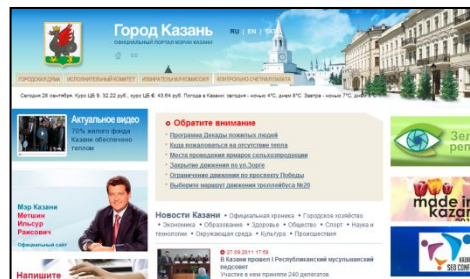 Город Казань
RU | EN | TAT
ОФИЦИАЛЬНЫЙ ПОРТАЛ МЭРИИ КАЗАНИ
ГОРОДСКАЯ ДУМА
ИСПОЛНИТЕЛЬНЫЙ КОМИТЕТ
ИЗБИРАТЕЛЬНАЯ КОМИССИЯ
КОНТРОЛЬНО-СЧЕТНАЯ ПАЛАТА
Сегодня 28 сентября. Курс ЦБ $: 32.22 руб., курс ЦБ €: 43.64 руб. Погода в Казани: сегодня - ночью 4°C, днем 8°C. Завтра - ночью 7°C,
Актуальное видео
70% жилого фонда
Казани обеспечено
теплом
Обратите внимание
Программа Декады пожилых людей
Куда пожаловаться на отсутствие тепла
Места проведения ярмарок сельхозпродукции
Закрытие движения по ул.Зорге
Ограничение движения по проспекту Победы
Выберите маршрут движения троллейбуса №20
made in
kazan
Мэр Казани
Метшин
Ильсур
Раисович
Официальный сайт
Новости Казани • Официальная хроника • Городское хозяйство
• Экономика • Образование • Здоровье • Общество • Спорт • Наука и
технологии • Окружающая среда • Культура • Происшествия
27.09.2011 17:59
В Казани прошел I Республиканский мусульманский
педсовет
Участие в нем приняли 240 делегатов
SEO CONF
Напишите